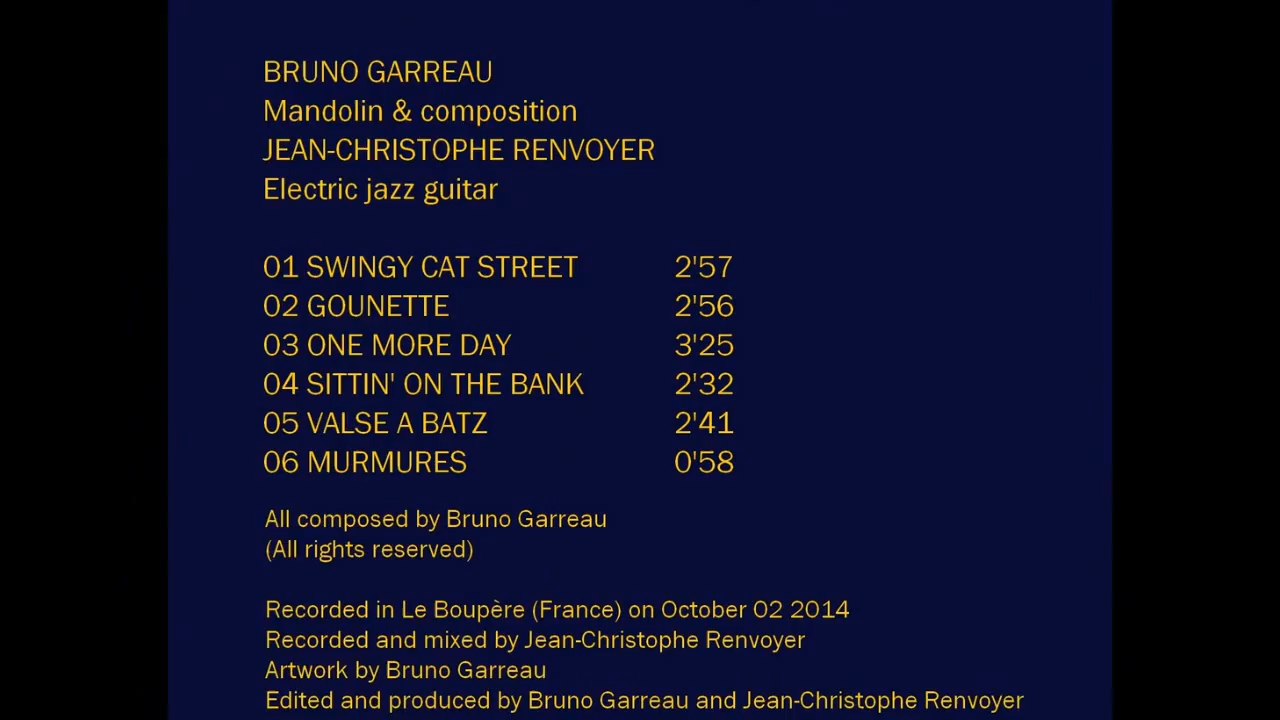 BRUNO GARREAU
Mandolin & composition
JEAN-CHRISTOPHE RENVOYER
Electric jazz guitar
01 SWINGY CAT STREET 2'57
02 GOUNETTE 2'56
03 ONE MORE DAY 3'25
04 SITTIN' ON THE BANK 2'32
05 VALSE A BATZ 2'41
06 MURMURES 0'58
All composed by Bruno Garreau
(All rights reserved)
Recorded in Le Boupère (France) on October 02 2014
Recorded and mixed by Jean-Christophe Renvoyer
Artwork by Bruno Garreau
Edited and produced by Bruno Garreau and Jean-Christophe Renvoyer